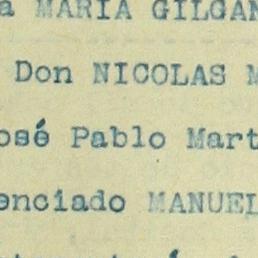 a MARIA GILGAN
Don NICOLAS M
osé Pablo Mart
enciado MANUEL